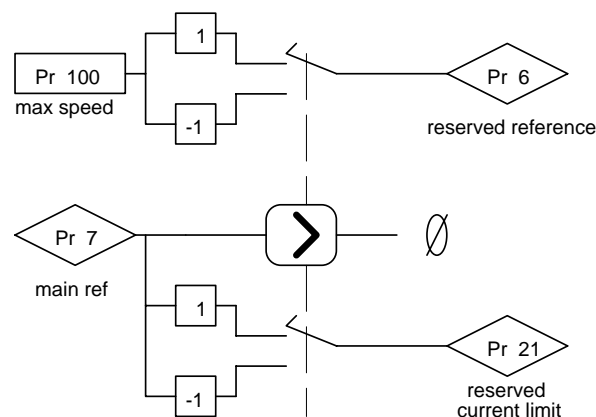 1
Pr 100
Pr 6
max speed
-1
reserved reference
Pr 7
>
Ø
main ref
1
Pr 21
reserved
current limit
-1